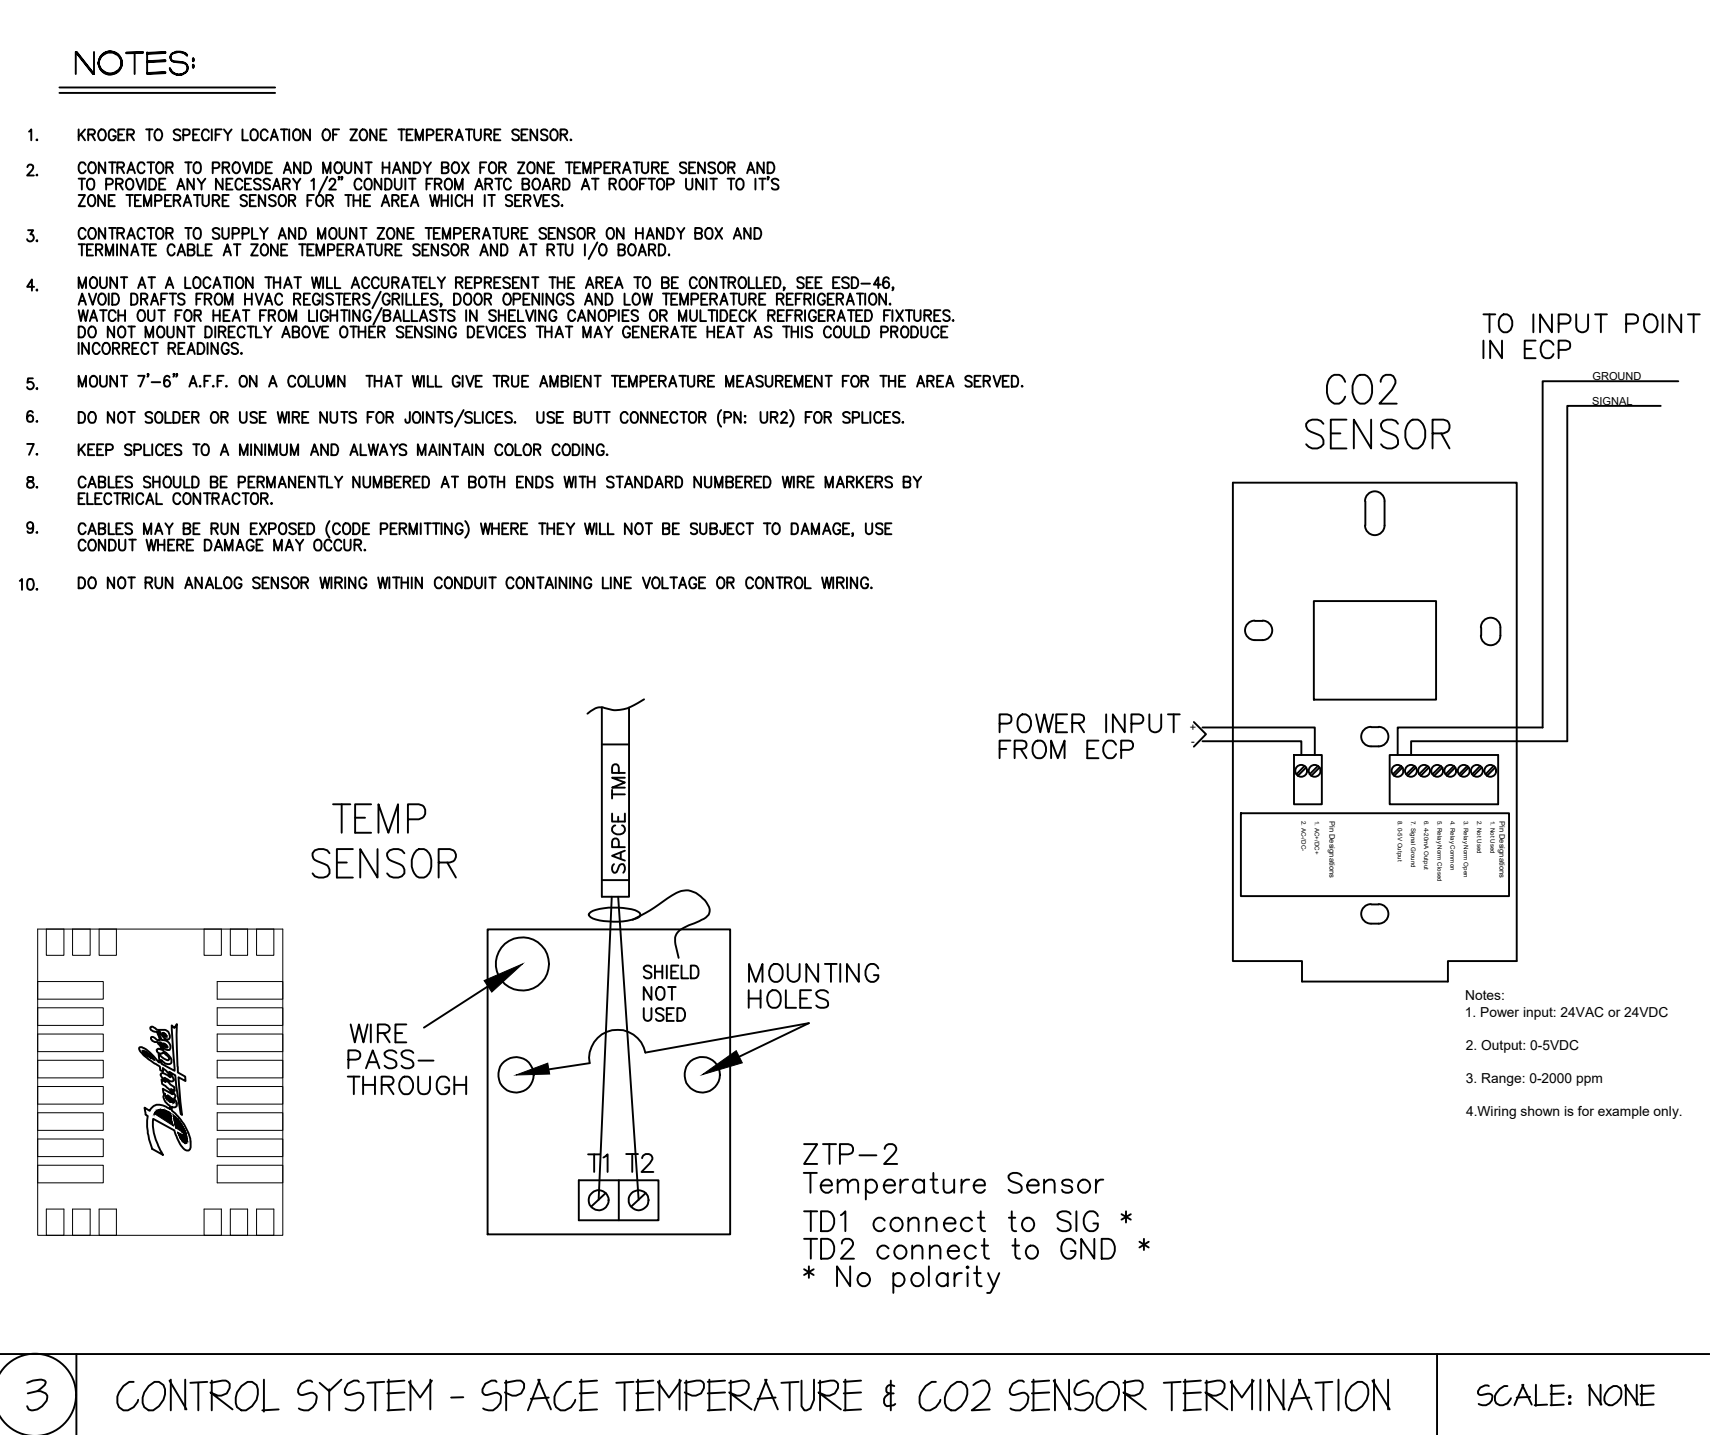 NOTES:
1. KROGER TO SPECIFY LOCATION OF ZONE TEMPERATURE SENSOR.
2. CONTRACTOR TO PROVIDE AND MOUNT HANDY BOX FOR ZONE TEMPERATURE SENSOR AND
TO PROVIDE ANY NECESSARY 1/2" CONDUIT FROM ARTC BOARD AT ROOFTOP UNIT TO IT'S
ZONE TEMPERATURE SENSOR FOR THE AREA WHICH IT SERVES.
3. CONTRACTOR TO SUPPLY AND MOUNT ZONE TEMPERATURE SENSOR ON HANDY BOX AND
TERMINATE CABLE AT ZONE TEMPERATURE SENSOR AND AT RTU I/O BOARD.
4. MOUNT AT A LOCATION THAT WILL ACCURATELY REPRESENT THE AREA TO BE CONTROLLED, SEE ESD-46,
AVOID DRAFTS FROM HVAC REGISTERS/GRILLES, DOOR OPENINGS AND LOW TEMPERATURE REFRIGERATION.
WATCH OUT FOR HEAT FROM LIGHTING/BALLASTS IN SHELVING CANOPIES OR MULTIDECK REFRIGERATED FIXTURES.
DO NOT MOUNT DIRECTLY ABOVE OTHER SENSING DEVICES THAT MAY GENERATE HEAT AS THIS COULD PRODUCE
INCORRECT READINGS.
5. MOUNT 7'-6" A.F.F. ON A COLUMN THAT WILL GIVE TRUE AMBIENT TEMPERATURE MEASUREMENT FOR THE AREA SERVED.
6. DO NOT SOLDER OR USE WIRE NUTS FOR JOINTS/SLICES. USE BUTT CONNECTOR (PN: UR2) FOR SPLICES.
7. KEEP SPLICES TO A MINIMUM AND ALWAYS MAINTAIN COLOR CODING.
8. CABLES SHOULD BE PERMANENTLY NUMBERED AT BOTH ENDS WITH STANDARD NUMBERED WIRE MARKERS BY
ELECTRICAL CONTRACTOR.
9. CABLES MAY BE RUN EXPOSED (CODE PERMITTING) WHERE THEY WILL NOT BE SUBJECT TO DAMAGE, USE
CONDUT WHERE DAMAGE MAY OCCUR.
10. DO NOT RUN ANALOG SENSOR WIRING WITHIN CONDUIT CONTAINING LINE VOLTAGE OR CONTROL WIRING.
TO INPUT POINT
IN ECP
GROUND
SIGNAL
CO2
SENSOR
POWER INPUT
FROM ECP
+
-
Pin Designations
1. AC+/DC+
2. AC-/DC-
Pin Designations
1. Not Used
2. Not Used
3. Relay Norm Open
4. Relay Common
5. Relay Norm Closed
6. 4-20mA Output
7. Signal Ground
8. 0-5V Output
Notes:
1. Power input: 24VAC or 24VDC
2. Output: 0-5VDC
3. Range: 0-2000 ppm
4.Wiring shown is for example only.
TEMP
SENSOR
SAPCE TMP
Danfoss
SHIELD
NOT
USED
MOUNTING
HOLES
WIRE
PASS-
THROUGH
T1 T2
ZTP-2
Temperature Sensor
TD1 connect to SIG *
TD2 connect to GND *
* No polarity
3
CONTROL SYSTEM - SPACE TEMPERATURE & CO2 SENSOR TERMINATION
SCALE: NONE